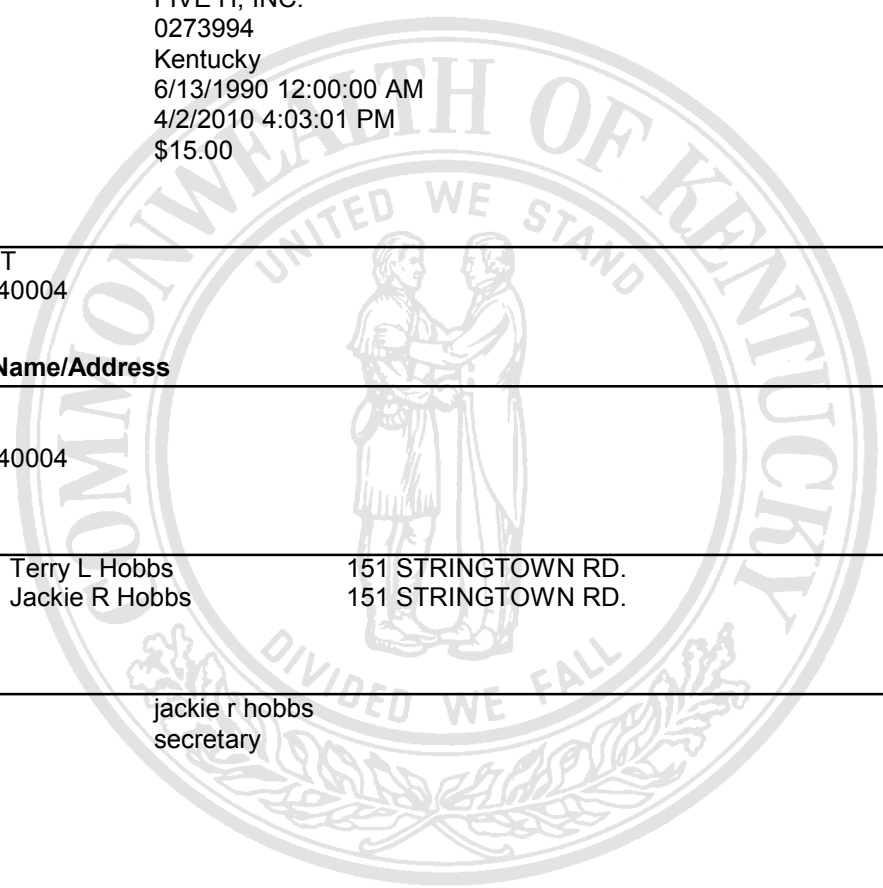 FIVE H, INC.
0273994
Kentucky
6/13/1990 12:00:00 AM
4/2/2010 4:03:01 PM
$15.00
COMMONWEALTH OF KENTUCKY
UNITED WE STAND
T
40004
Name/Address
40004
Terry L Hobbs 151 STRINGTOWN RD.
Jackie R Hobbs 151 STRINGTOWN RD.
DIVIDED WE FALL
jackie r hobbs
secretary